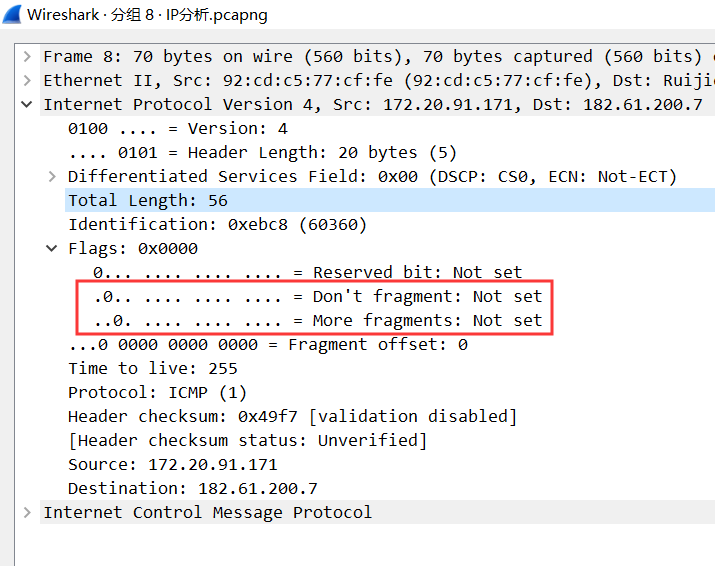 Wireshark · 分组 8 · IP分析.pcapng
Frame 8: 70 bytes on wire (560 bits), 70 bytes captured (560 bits)
Ethernet II, Src: 92:cd:c5:77:cf:fe (92:cd:c5:77:cf:fe), Dst:
Internet Protocol Version 4, Src: 172.20.91.171, Dst: 182.61.200.7
0100 .... = Version: 4
.... 0101 = Header Length: 20 bytes (5)
Differentiated Services Field: 0x00 (DSCP: CS0, ECN: Not-ECT)
Total Length: 56
Identification: 0xebc8 (60360)
Flags: 0x0000
0... .... .... .... = Reserved bit: Not set
.0.. .... .... .... = Don't fragment: Not set
..0. .... .... .... = More fragments: Not set
...0 0000 0000 0000 = Fragment offset: 0
Time to live: 255
Protocol: ICMP (1)
Header checksum: 0x49f7 [validation disabled]
[Header checksum status: Unverified]
Source: 172.20.91.171
Destination: 182.61.200.7
Internet Control Message Protocol